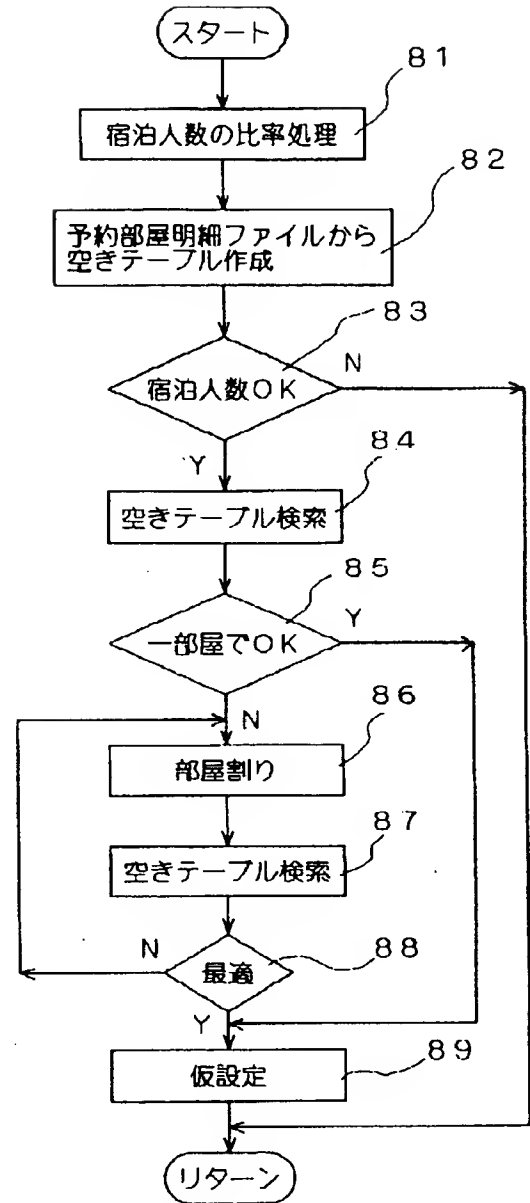 スタート
81
宿泊人数の比率処理
82
予約部屋明細ファイルから
空きテーブル作成
83
N
宿泊人数OK
Y
84
空きテーブル検索
85
Y
一部屋でOK
N
86
部屋割り
87
空きテーブル検索
N
88
最適
Y
89
仮設定
リターン